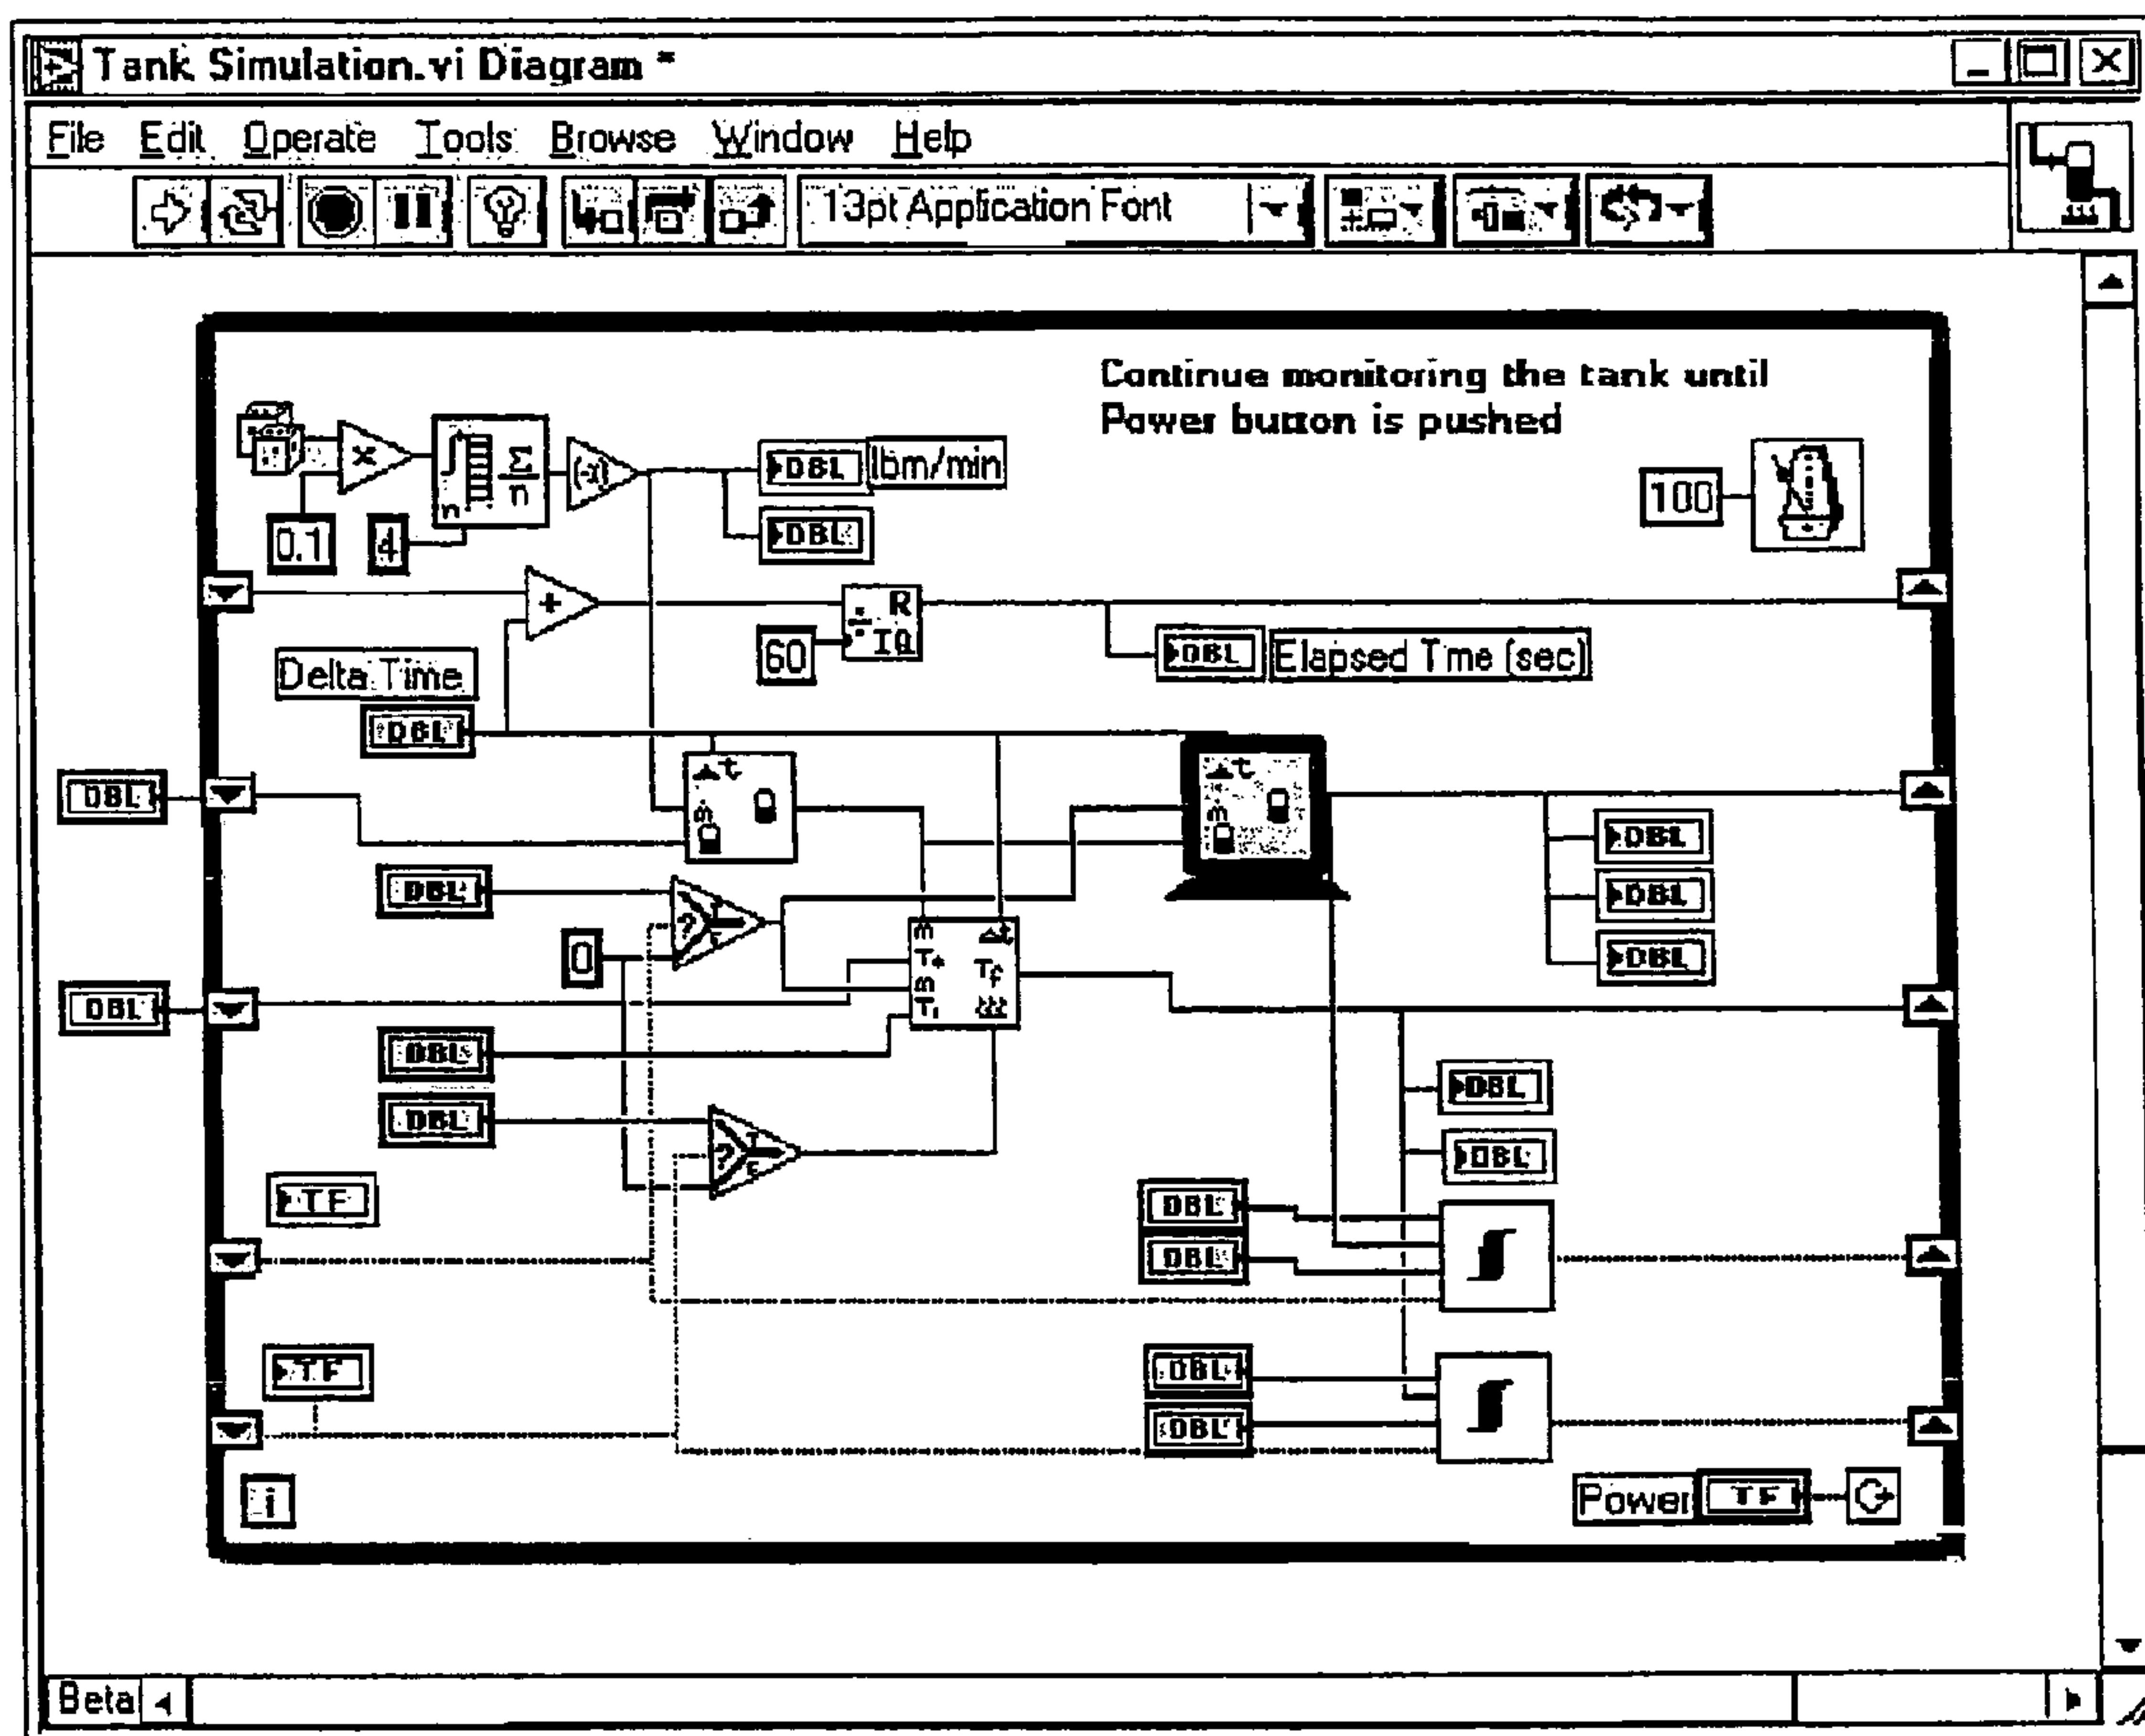 Tank Simulation.vi Diagram *
File Edit Operate Tools Browse Window Help
13pt Application Font
Continue monitoring the tank until
Power button is pushed
x
n
Σ
n
(-x)
DBL
lbm/min
100
0.1
4
DBL
+
R
IQ
60
DBL
Elapsed Time (sec)
Delta Time
DBL
t
t
DBL
ṁ
ṁ
DBL
DBL
?
T
F
DBL
0
m
Δt
DBL
T
Tf
m
DBL
Ti
DBL
DBL
DBL
?
T
F
DBL
TF
DBL
DBL
TF
DBL
DBL
i
Power
TF
Beta